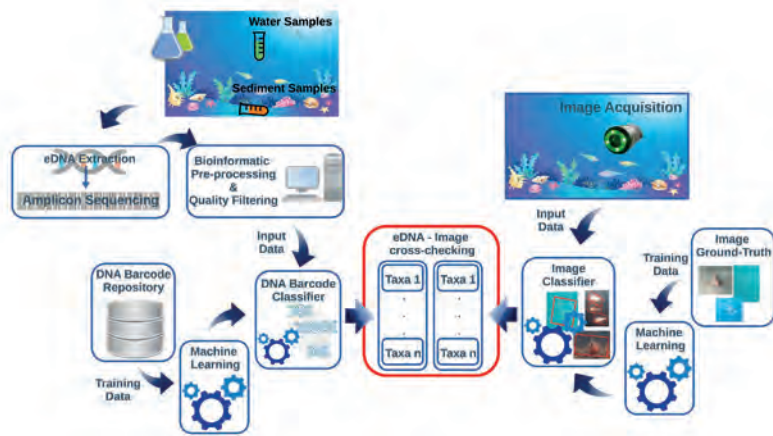 Water Samples
Sediment Samples
eDNA Extraction
Amplicon Sequencing
Bioinformatic
Pre-processing
&
Quality Filtering
Input
Data
DNA Barcode
Repository
Training
Data
Machine
Learning
DNA Barcode
Classifier
eDNA - Image
cross-checking
Taxa 1
Taxa 1
.
.
.
.
.
.
Taxa n
Taxa n
Image Acquisition
Input
Data
Image
Classifier
Training
Data
Image
Ground-Truth
Machine
Learning